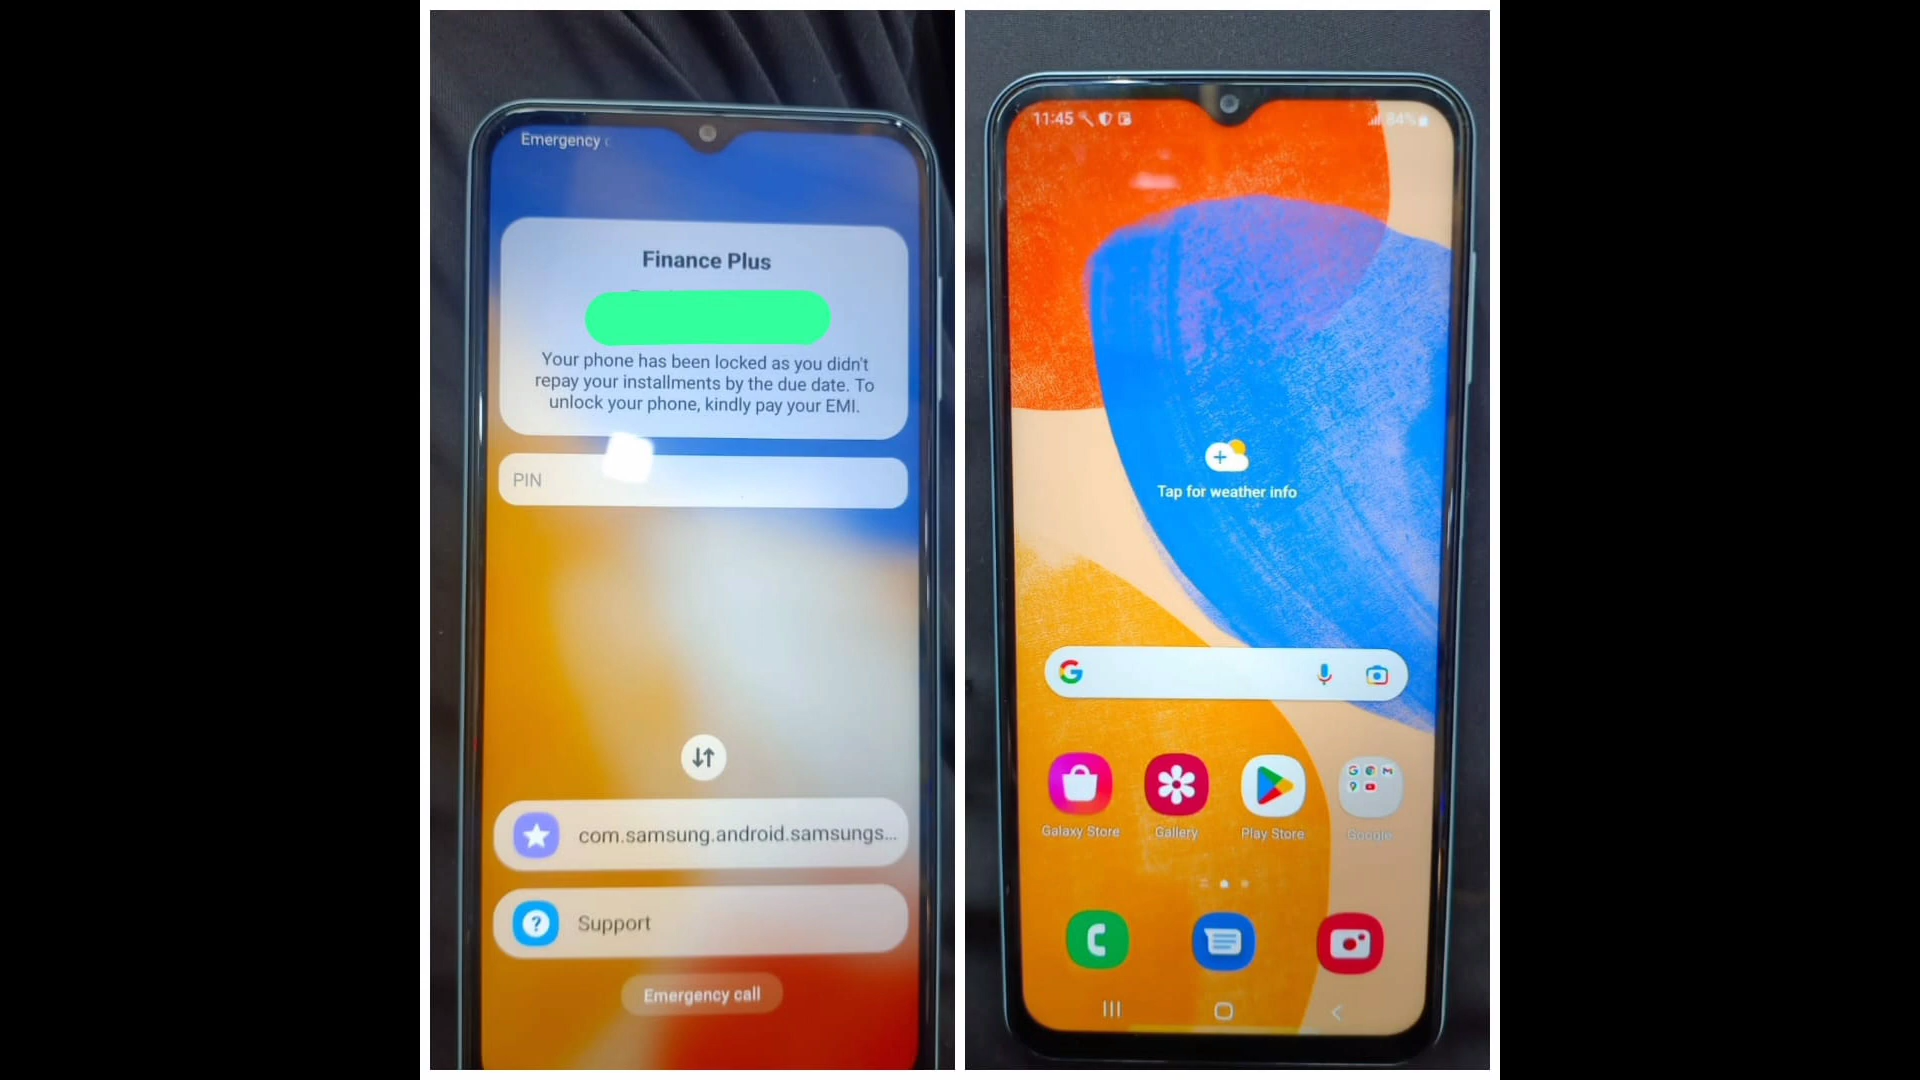 Emergency
Finance Plus
Your phone has been locked as you didn't
repay your installments by the due date. To
unlock your phone, kindly pay your EMI.
PIN
com.samsung.android.samsungs...
Support
Emergency call
11:45
84%
Tap for weather info
Galaxy Store
Gallery
Play Store
Google